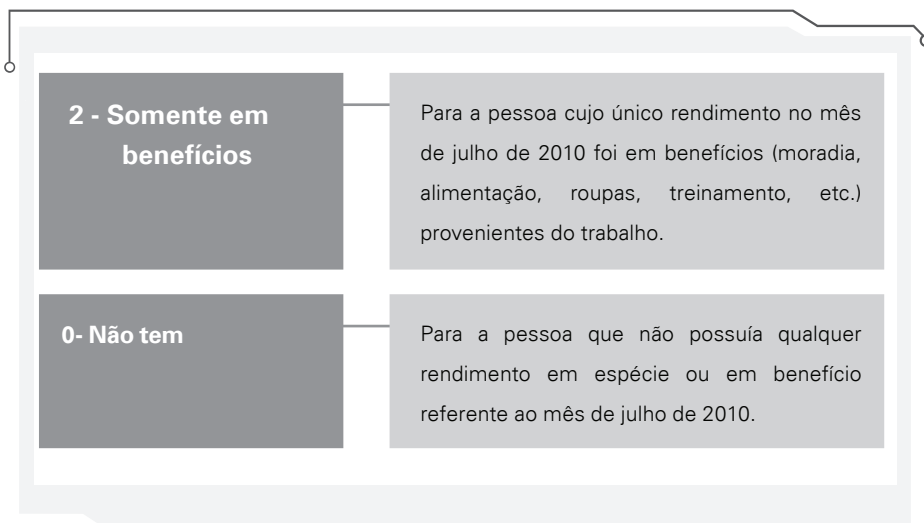 2 - Somente em
benefícios
Para a pessoa cujo único rendimento no mês
de julho de 2010 foi em benefícios (moradia,
alimentação, roupas, treinamento, etc.)
provenientes do trabalho.
0- Não tem
Para a pessoa que não possuía qualquer
rendimento em espécie ou em benefício
referente ao mês de julho de 2010.